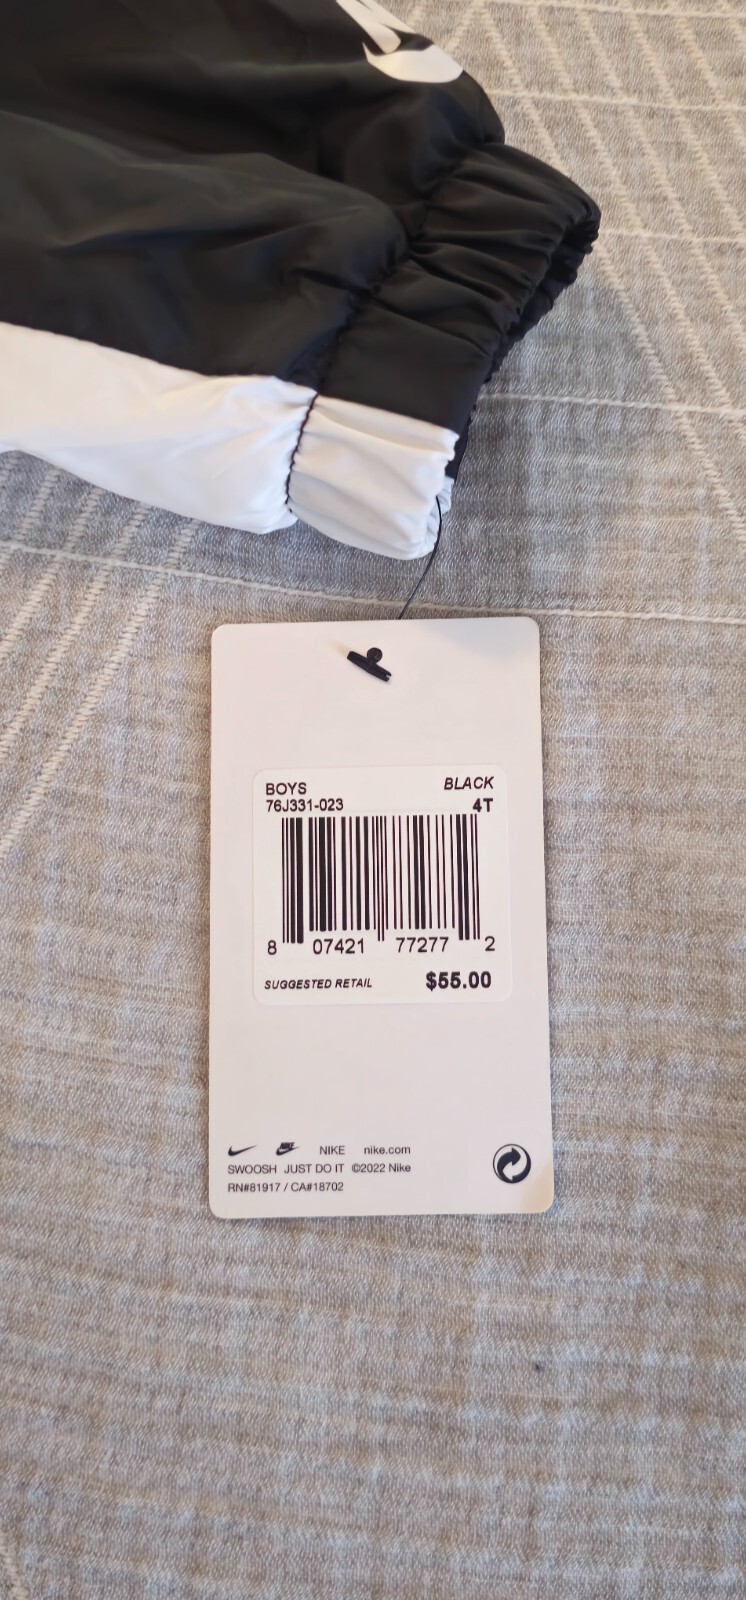 BOYS BLACK
76J331-023 4T
8 07421 77277 2
SUGGESTED RETAIL $55.00
NIKE nike.com
SWOOSH JUST DO IT ©2022 Nike
RN#81917 / CA#18702